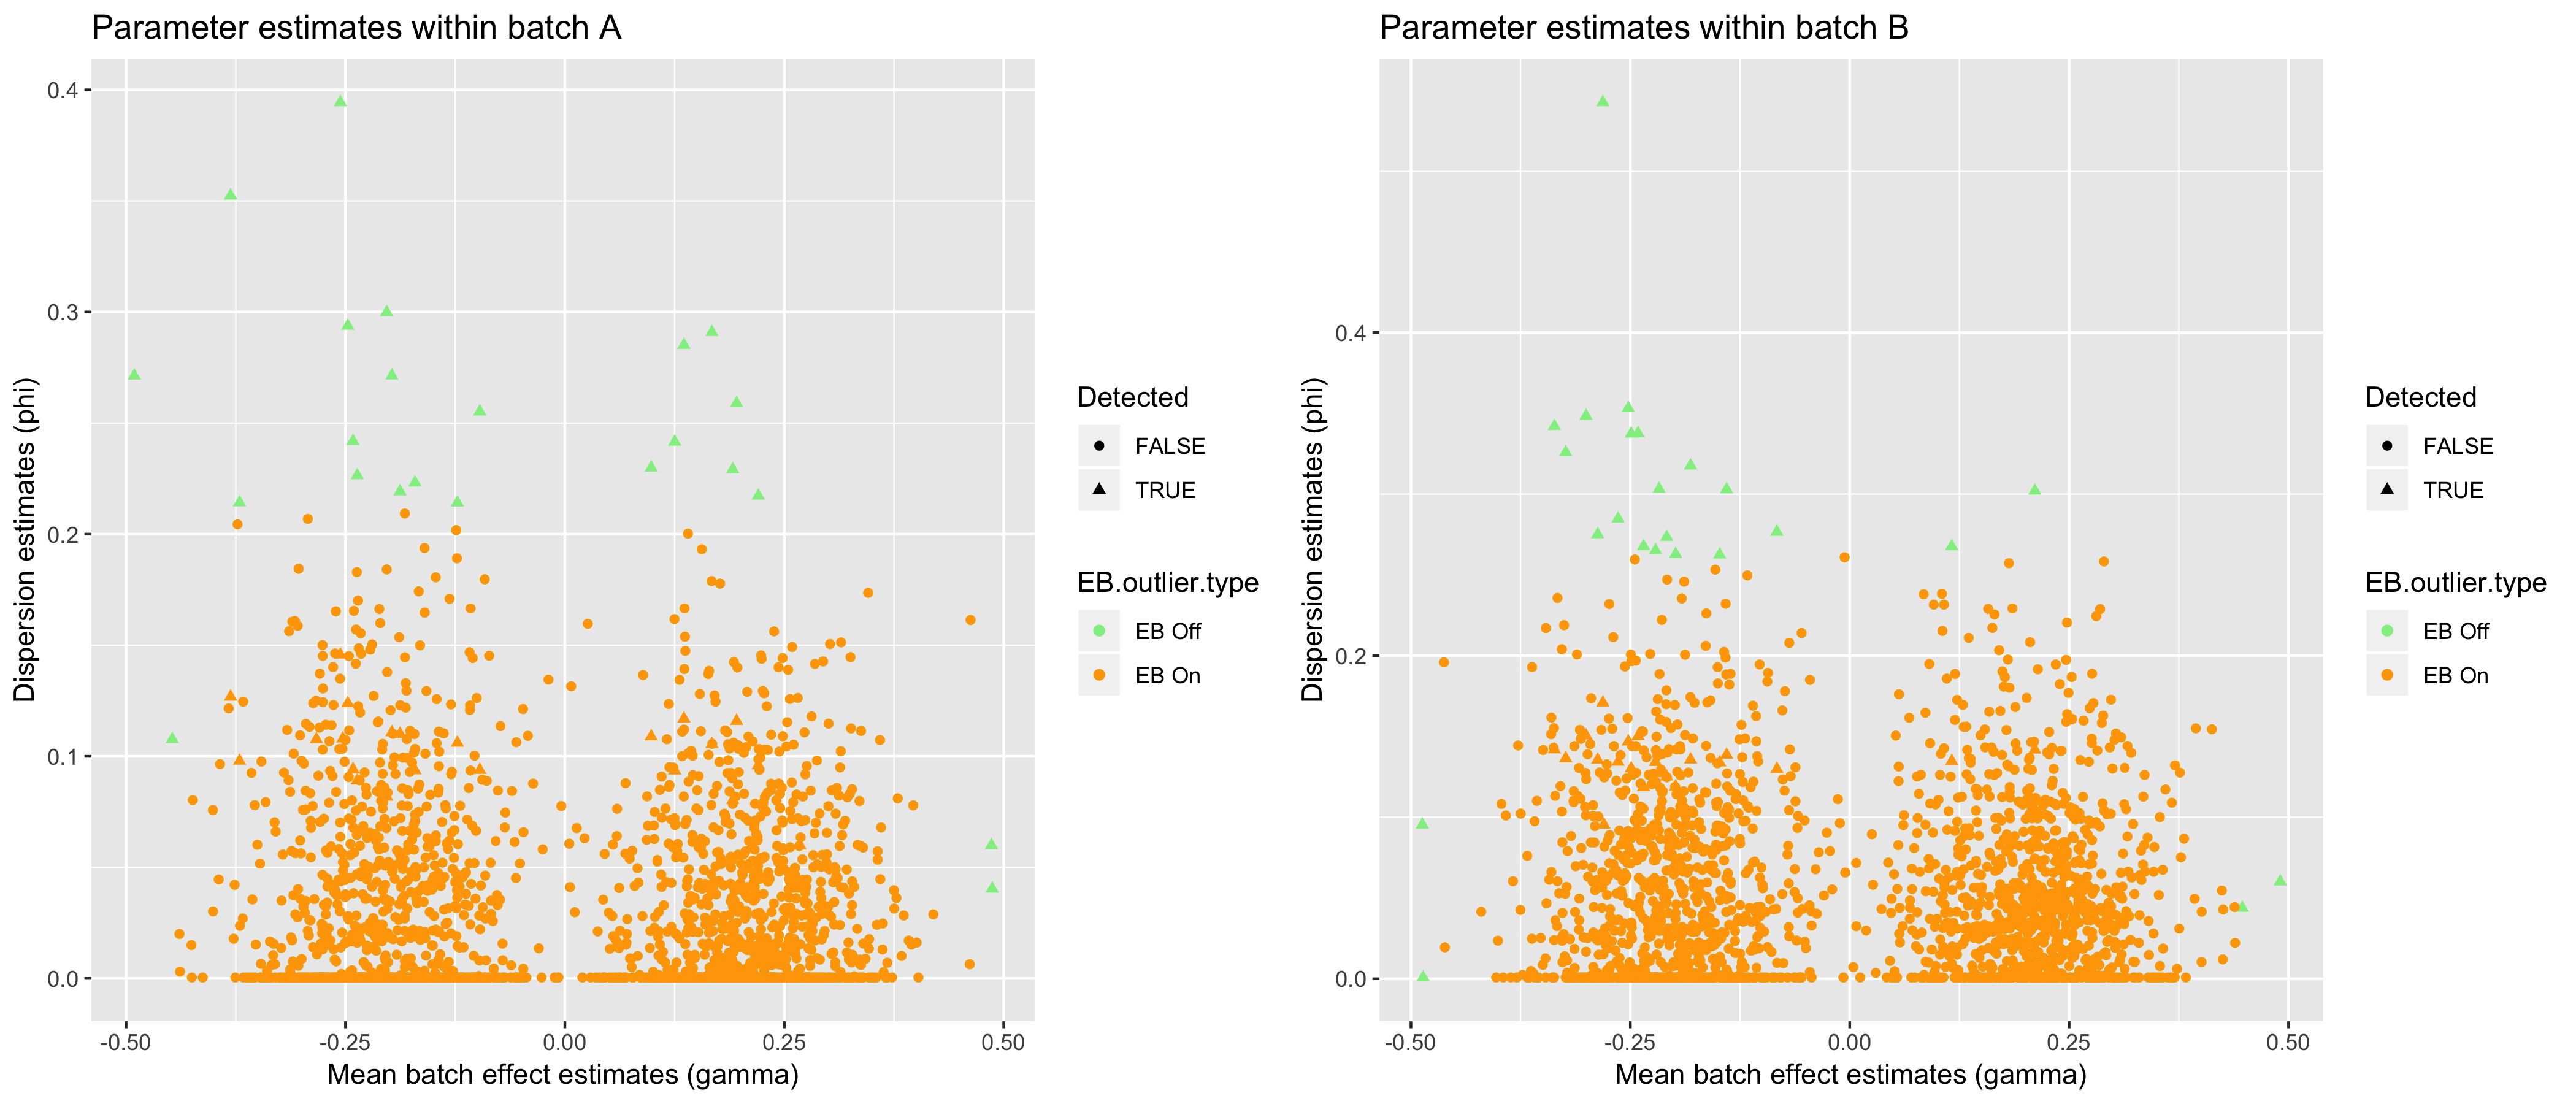 Parameter estimates within batch A
Dispersion estimates (phi)
0.4
0.3
0.2
0.1
0.0
-0.50 -0.25 0.00 0.25 0.50
Mean batch effect estimates (gamma)
Detected
FALSE
TRUE
EB.outlier.type
EB Off
EB On
Parameter estimates within batch B
Dispersion estimates (phi)
0.4
0.2
0.0
-0.50 -0.25 0.00 0.25 0.50
Mean batch effect estimates (gamma)
Detected
FALSE
TRUE
EB.outlier.type
EB Off
EB On